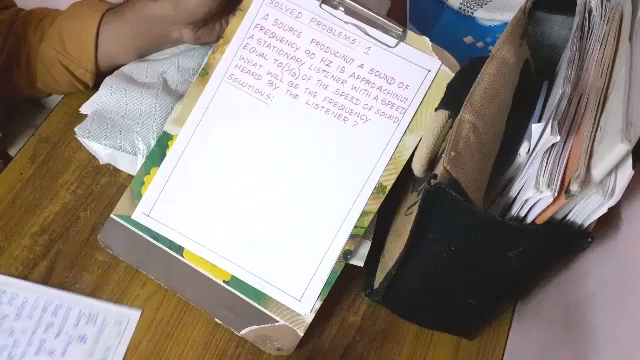 SOLVED PROBLEMS: 1
A SOURCE PRODUCING A SOUND OF
FREQUENCY 90 HZ IS APPROACHING
A STATIONARY LISTENER WITH A SPEED
EQUAL TO (1/10) OF THE SPEED OF SOUND
WHAT WILL BE THE FREQUENCY
HEARD BY THE LISTENER ?
SOLUTIONS: